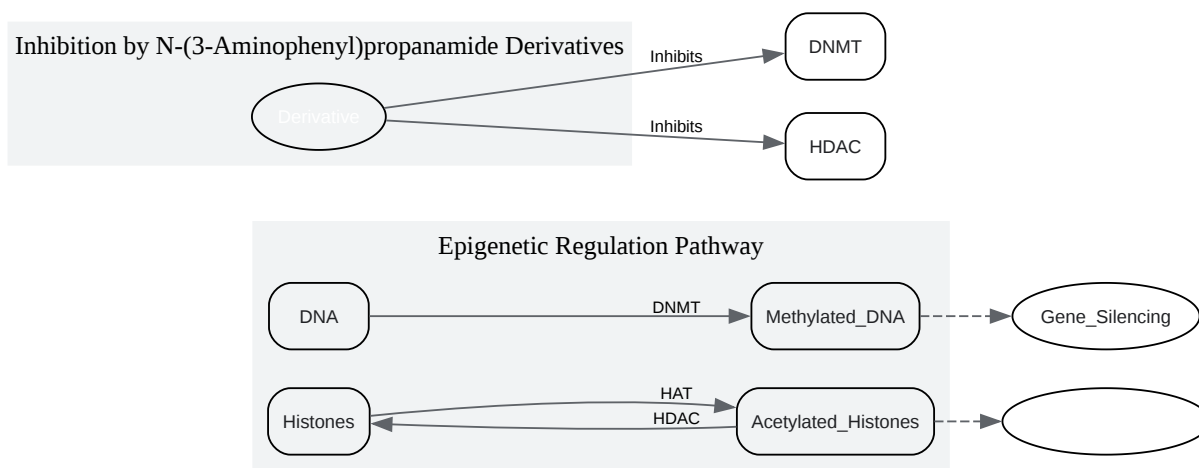 Inhibition by N-(3-Aminophenyl)propanamide Derivatives
DNMT
Inhibits
Derivative
Inhibits
HDAC
Epigenetic Regulation Pathway
DNA
DNMT
Methylated_DNA
Gene_Silencing
Histones
HAT
HDAC
Acetylated_Histones